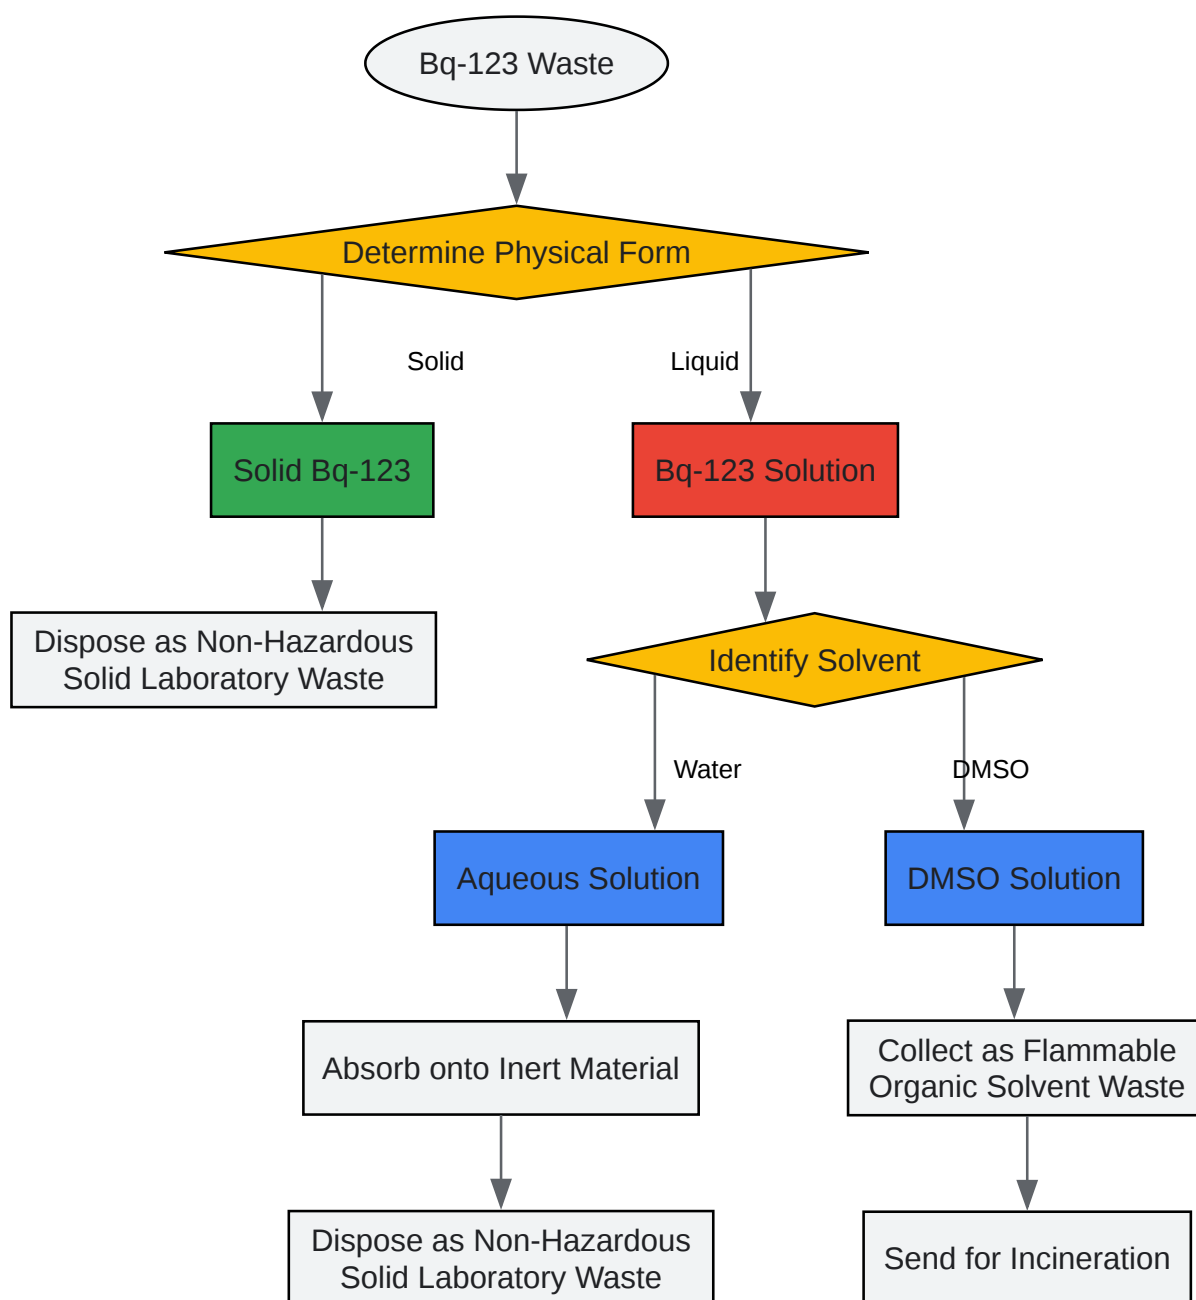 Bq-123 Waste
Determine Physical Form
Solid
Liquid
Solid Bq-123
Bq-123 Solution
Dispose as Non-Hazardous
Solid Laboratory Waste
Identify Solvent
Water
DMSO
Aqueous Solution
DMSO Solution
Absorb onto Inert Material
Collect as Flammable
Organic Solvent Waste
Dispose as Non-Hazardous
Solid Laboratory Waste
Send for Incineration